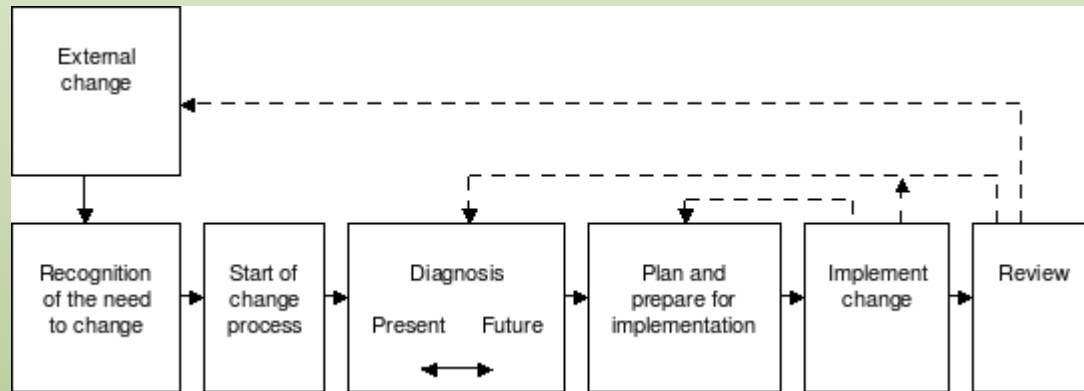 External
change
Recognition
of the need
to change
Start of
change
process
Diagnosis
Present Future
Plan and
prepare for
implementation
Implement
change
Review